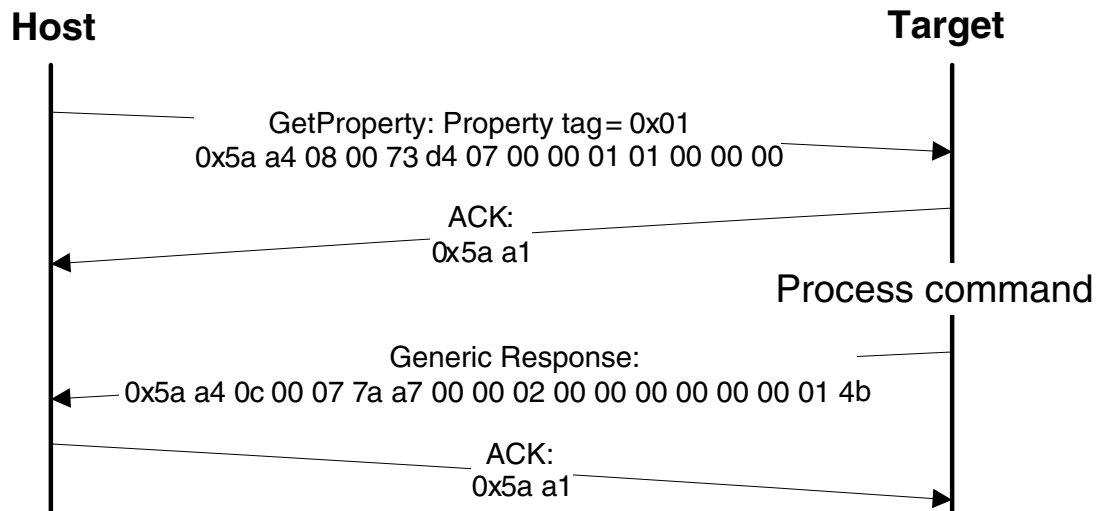 Host
Target
GetProperty: Property tag= 0x01
0x5a a4 08 00 73 d4 07 00 00 01 01 00 00 00
ACK:
0x5a a1
Process command
Generic Response:
0x5a a4 0c 00 07 7a a7 00 00 02 00 00 00 00 00 00 01 4b
ACK:
0x5a a1